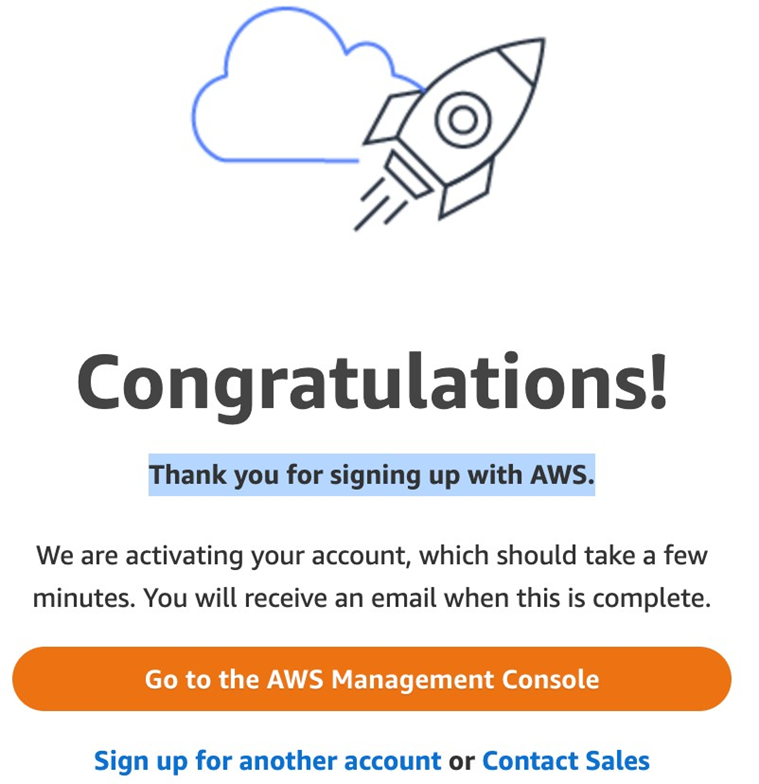 Congratulations!
Thank you for signing up with AWS.
We are activating your account, which should take a few
minutes. You will receive an email when this is complete.
Go to the AWS Management Console
Sign up for another account or Contact Sales